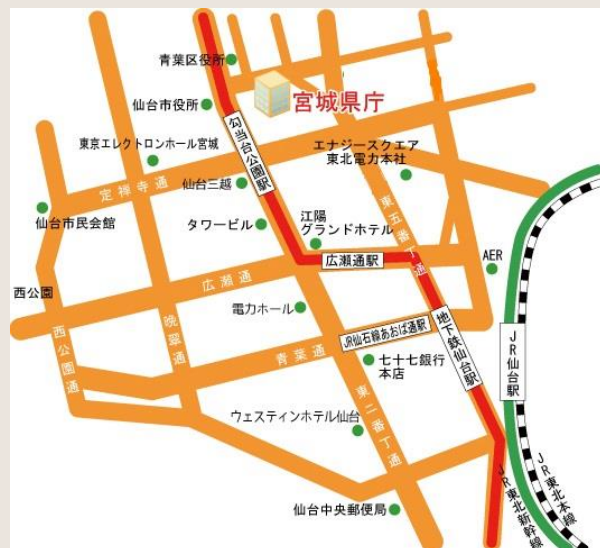 青葉区役所
宮城県庁
仙台市役所
勾当台公園駅
東京エレクトロンホール宮城
エナジースクエア
東北電力本社
定禅寺通
仙台三越
東五番丁通
仙台市民会館
タワービル
江陽
グランドホテル
広瀬通駅
AER
広瀬通
西公園
電力ホール
JR仙石線あおば通駅
地下鉄仙台駅
JR仙台駅
西公園通
晩翠通
青葉通
七十七銀行
本店
東二番丁通
ウェスティンホテル仙台
仙台中央郵便局
JR東北新幹線
JR東北本線